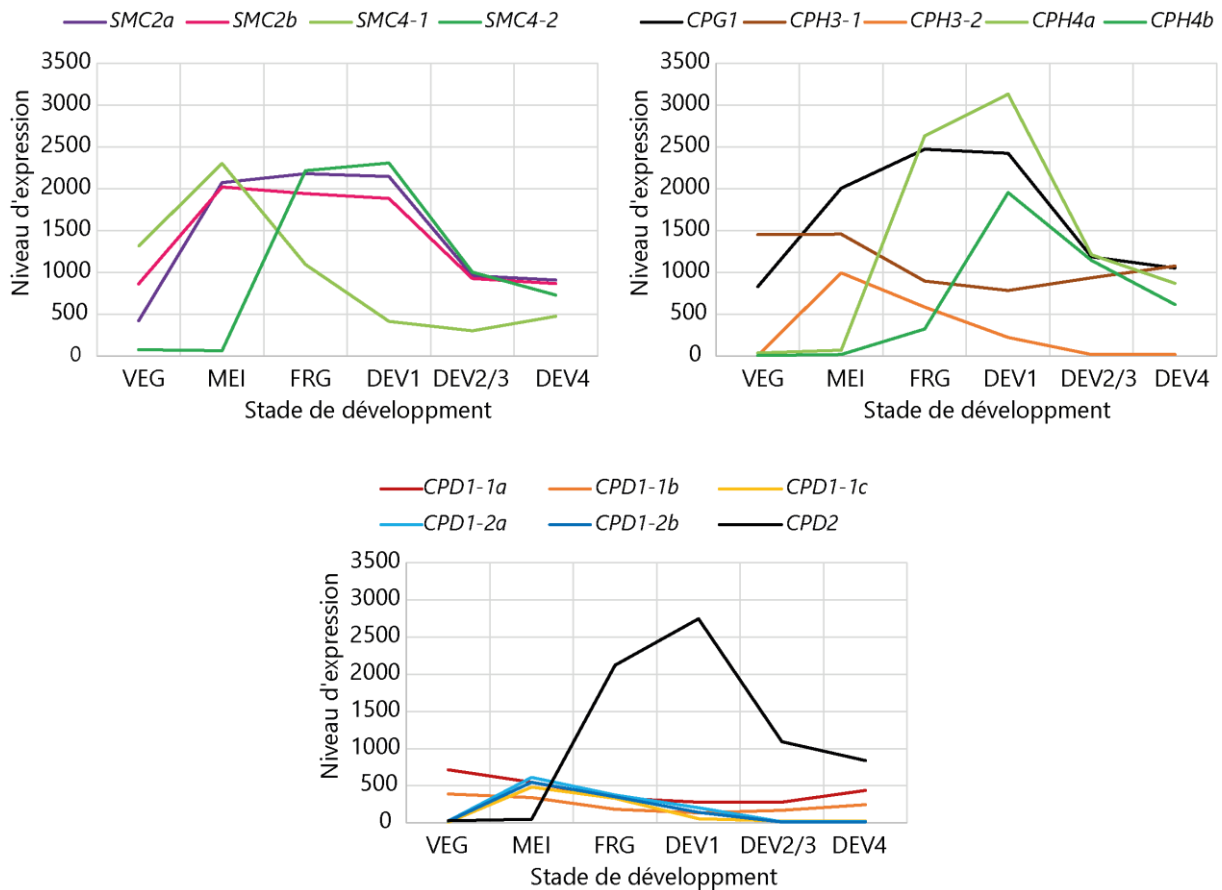 SMC2a SMC2b SMC4-1 SMC4-2
CPG1 CPH3-1 CPH3-2 CPH4a CPH4b
Niveau d'expression
3500
3000
2500
2000
1500
1000
500
0
VEG MEI FRG DEV1 DEV2/3 DEV4
Stade de développment
Niveau d'expression
3500
3000
2500
2000
1500
1000
500
0
VEG MEI FRG DEV1 DEV2/3 DEV4
Stade de développment
CPD1-1a CPD1-1b CPD1-1c
CPD1-2a CPD1-2b CPD2
Niveau d'expression
3500
3000
2500
2000
1500
1000
500
0
VEG MEI FRG DEV1 DEV2/3 DEV4
Stade de développment